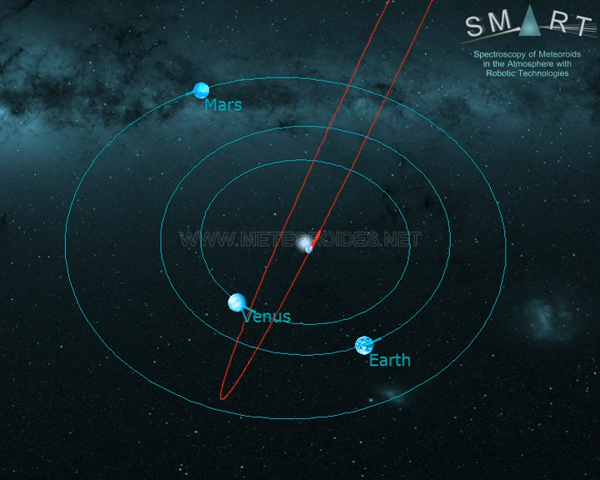 SMART
Spectroscopy of Meteoroids
in the Atmosphere with
Robotic Technologies
Mars
WWW.METEOROIDES.NET
Venus
Earth